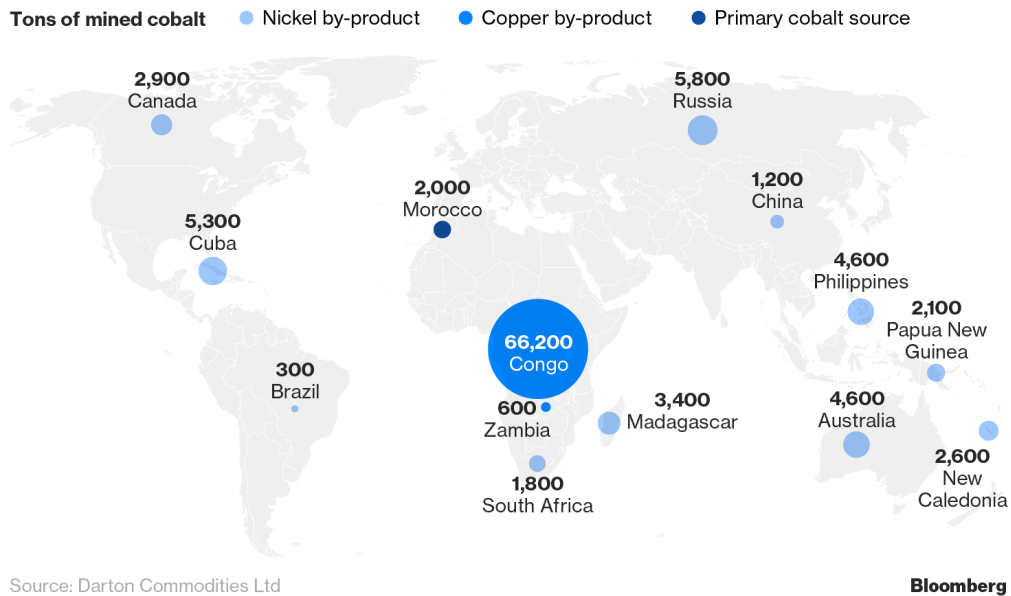 Tons of mined cobalt
Nickel by-product
Copper by-product
Primary cobalt source
2,900
Canada
5,800
Russia
2,000
Morocco
1,200
China
5,300
Cuba
4,600
Philippines
2,100
Papua New
Guinea
66,200
Congo
300
Brazil
600
Zambia
3,400
Madagascar
4,600
Australia
2,600
New
Caledonia
1,800
South Africa
Source: Darton Commodities Ltd
Bloomberg